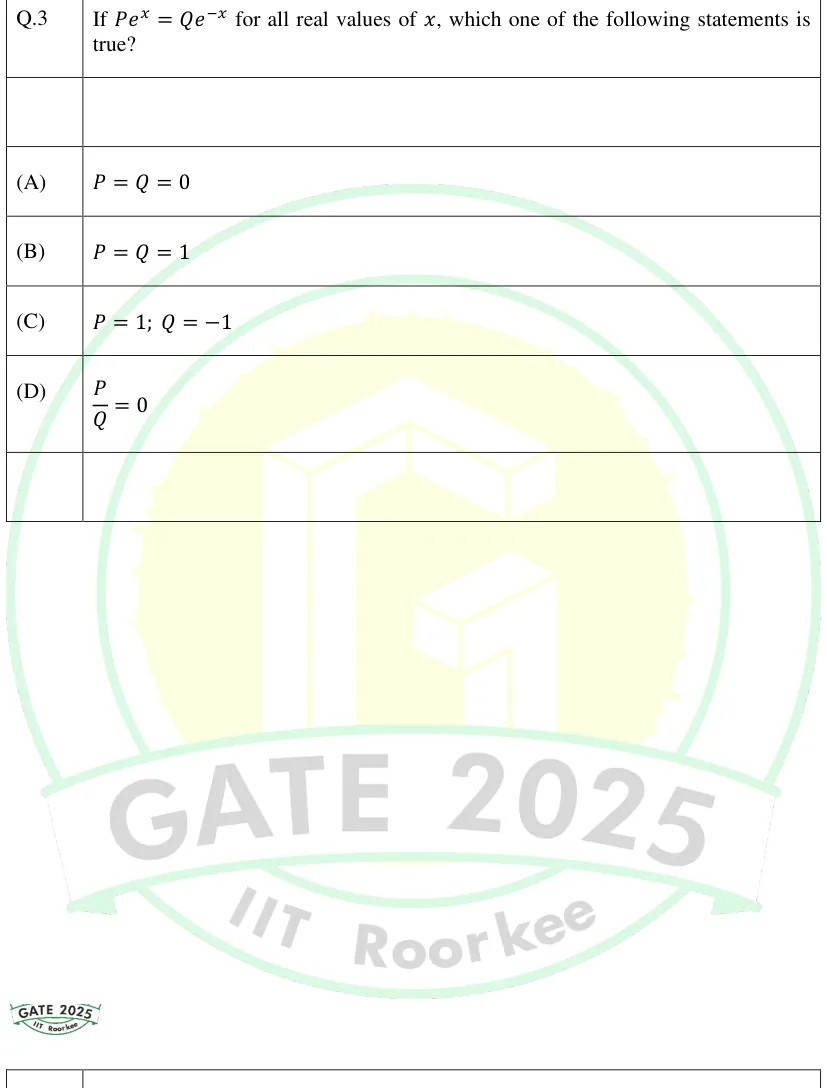 Q.3 If 𝑃𝑒ˣ = 𝑄𝑒⁻ˣ for all real values of 𝑥, which one of the following statements is
true?
(A) 𝑃 = 𝑄 = 0
(B) 𝑃 = 𝑄 = 1
(C) 𝑃 = 1; 𝑄 = −1
(D) 𝑃/𝑄 = 0
GATE 2025
IIT Roorkee
GATE 2025
IIT Roorkee